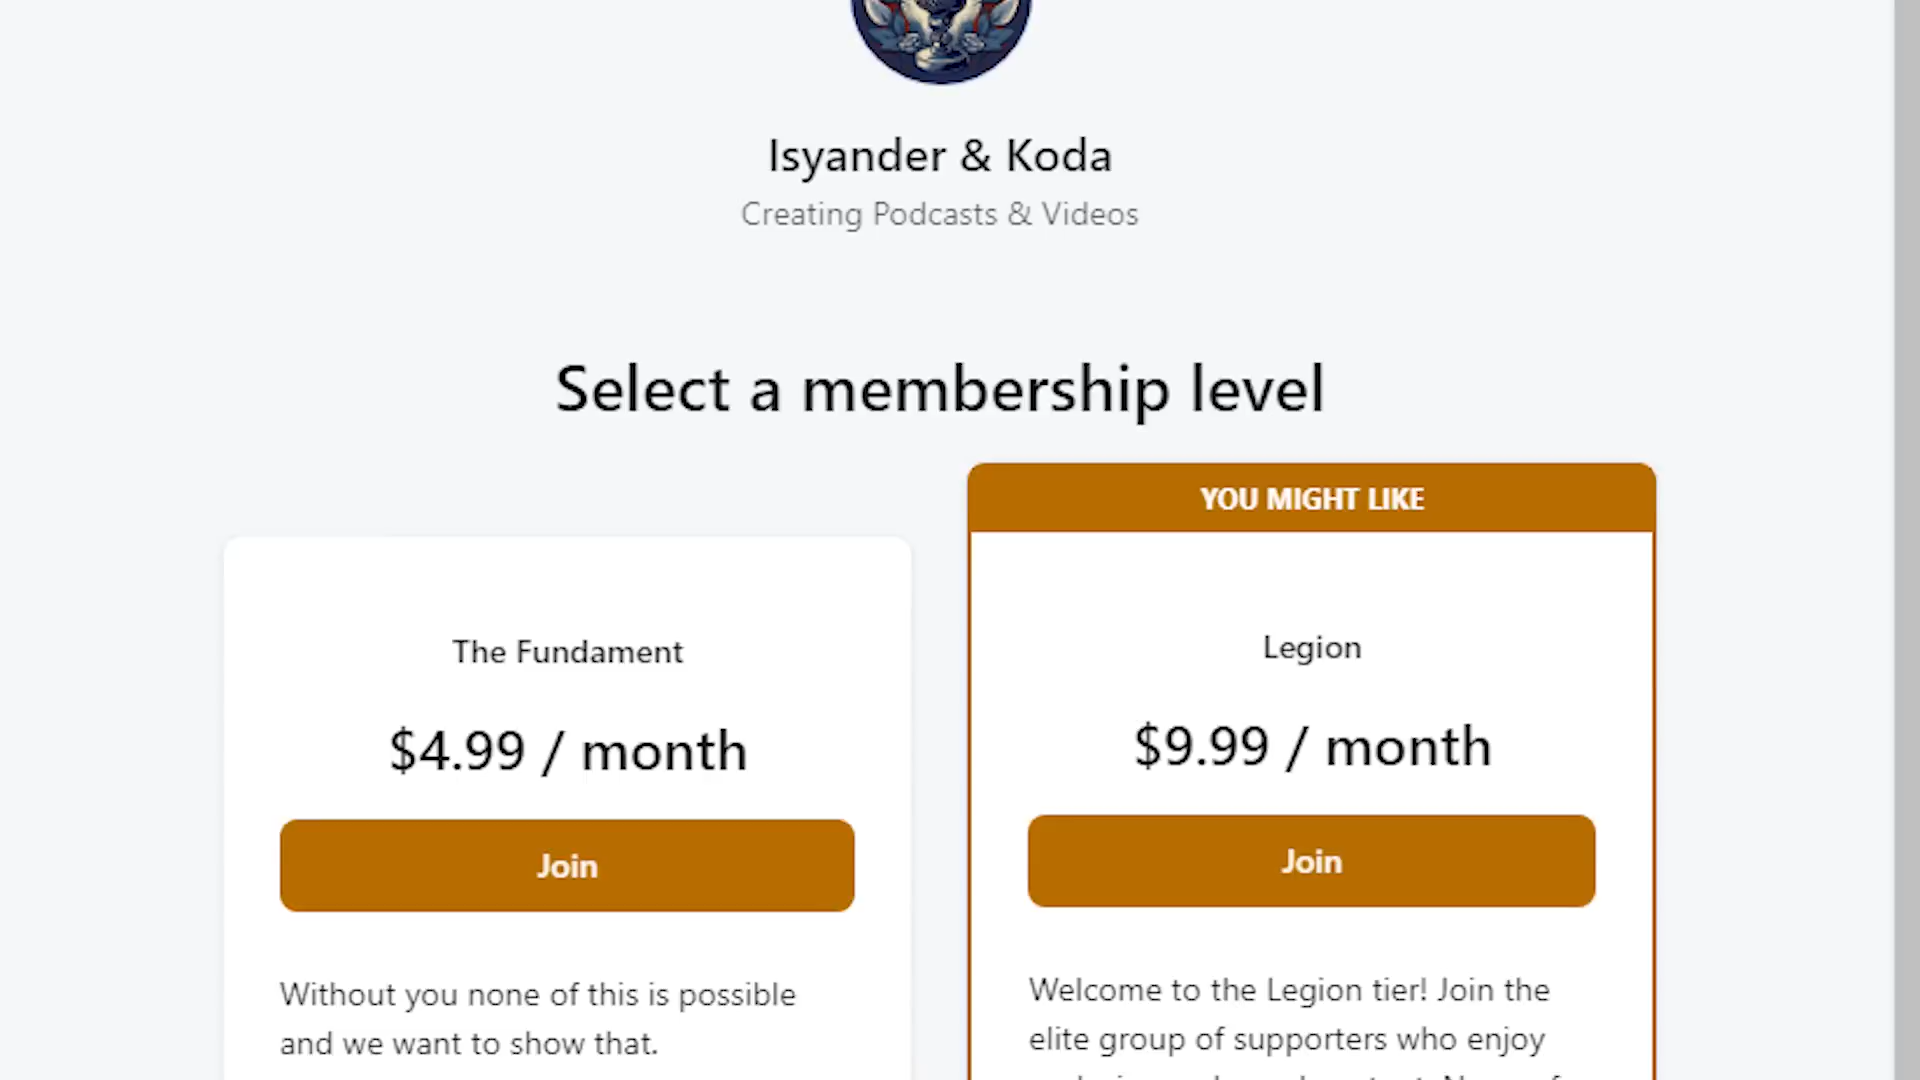 Isyander & Koda
Creating Podcasts & Videos
Select a membership level
The Fundament
$4.99 / month
Join
Without you none of this is possible
and we want to show that.
YOU MIGHT LIKE
Legion
$9.99 / month
Join
Welcome to the Legion tier! Join the
elite group of supporters who enjoy